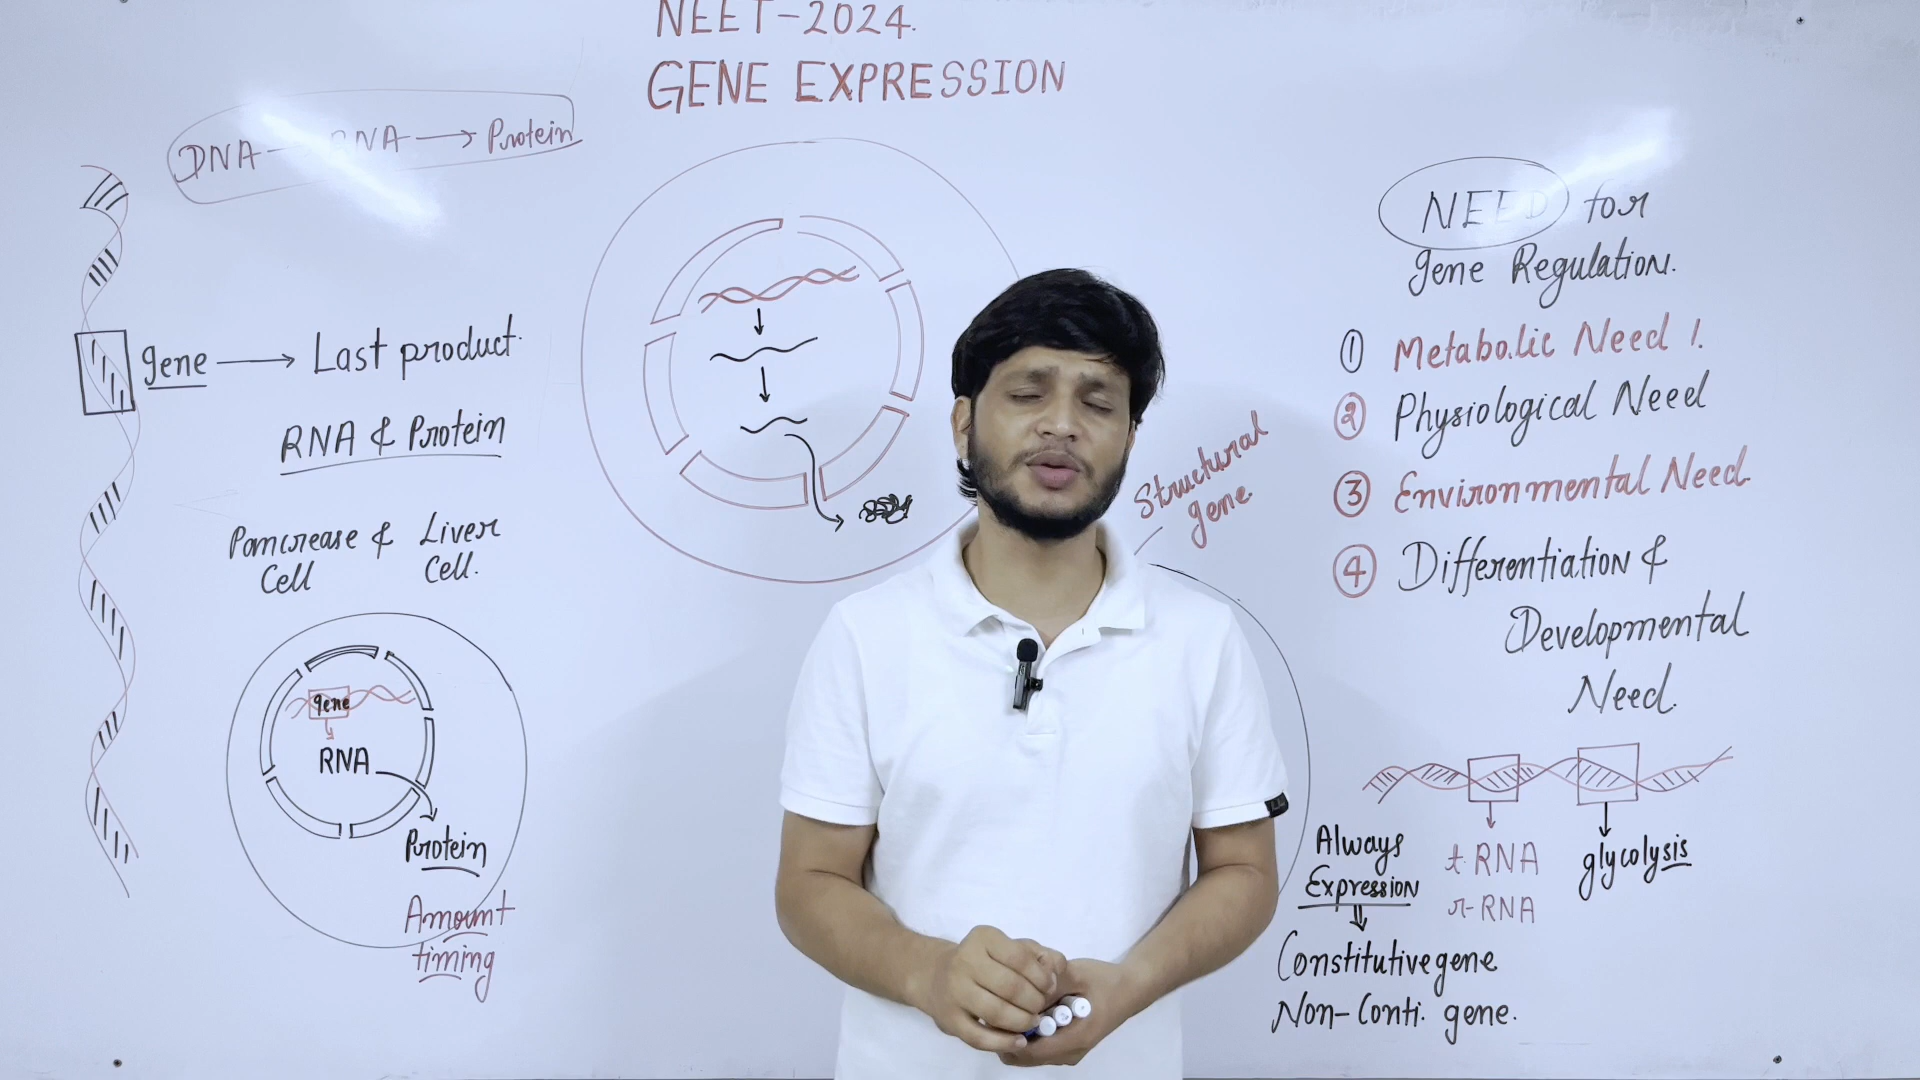 NEET-2024.
GENE EXPRESSION
DNA RNA → Protein
gene → Last product.
RNA & Protein
Pancrease & Liver
Cell Cell.
gene
RNA
Protein
Amount
timing
Structural
gene
NEED for
gene Regulation.
① Metabolic Need 1.
② Physiological Need
③ Environmental Need.
④ Differentiation &
Developmental
Need.
Always
Expression
t RNA
r-RNA
glycolysis
Constitutive gene
Non-Conti. gene.